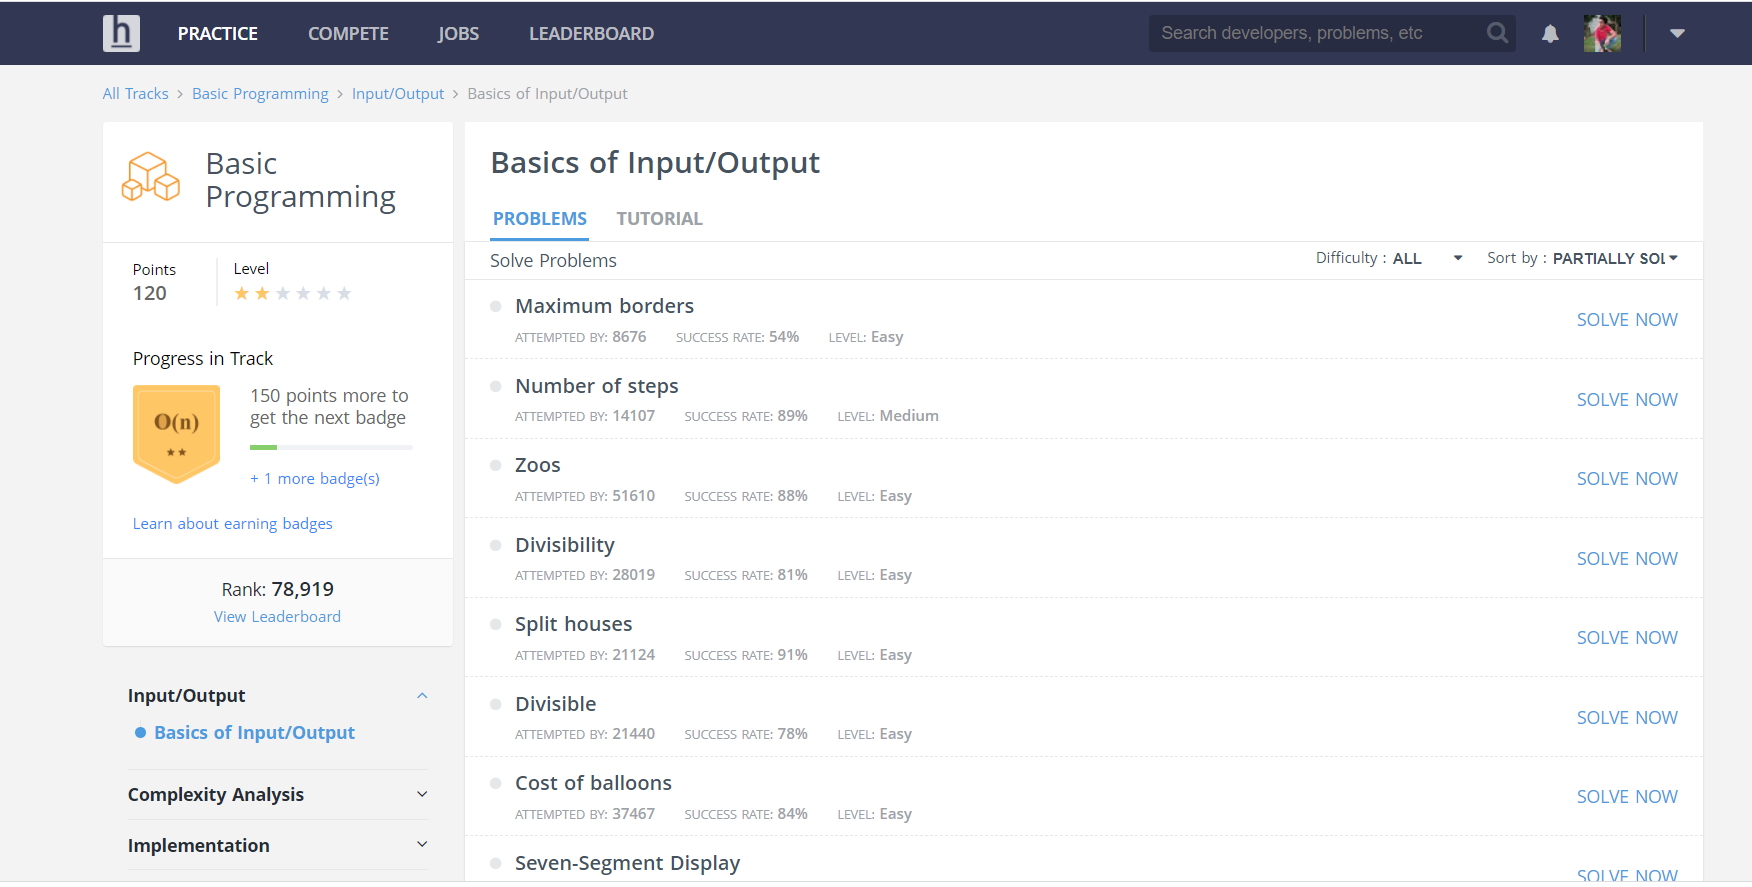 h PRACTICE COMPETE JOBS LEADERBOARD Search developers, problems, etc
All Tracks > Basic Programming > Input/Output > Basics of Input/Output
Basic
Programming
Points
120
Level
Progress in Track
O(n)
150 points more to
get the next badge
+ 1 more badge(s)
Learn about earning badges
Rank: 78,919
View Leaderboard
Input/Output
Basics of Input/Output
Complexity Analysis
Implementation
Basics of Input/Output
PROBLEMS TUTORIAL
Solve Problems Difficulty : ALL Sort by : PARTIALLY SOL
Maximum borders
ATTEMPTED BY: 8676 SUCCESS RATE: 54% LEVEL: Easy
SOLVE NOW
Number of steps
ATTEMPTED BY: 14107 SUCCESS RATE: 89% LEVEL: Medium
SOLVE NOW
Zoos
ATTEMPTED BY: 51610 SUCCESS RATE: 88% LEVEL: Easy
SOLVE NOW
Divisibility
ATTEMPTED BY: 28019 SUCCESS RATE: 81% LEVEL: Easy
SOLVE NOW
Split houses
ATTEMPTED BY: 21124 SUCCESS RATE: 91% LEVEL: Easy
SOLVE NOW
Divisible
ATTEMPTED BY: 21440 SUCCESS RATE: 78% LEVEL: Easy
SOLVE NOW
Cost of balloons
ATTEMPTED BY: 37467 SUCCESS RATE: 84% LEVEL: Easy
SOLVE NOW
Seven-Segment Display
SOLVE NOW